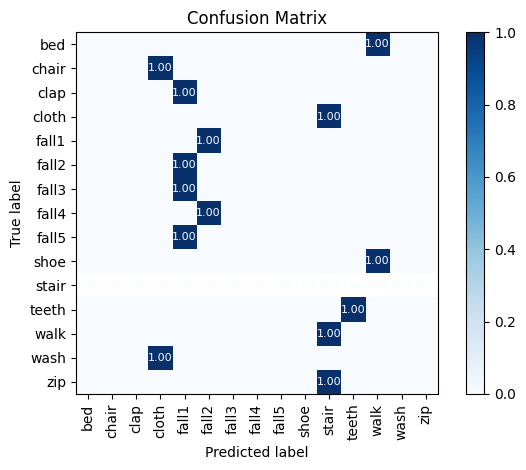 Confusion Matrix
True label
bed 1.00
chair 1.00
clap 1.00
cloth 1.00
fall1 1.00
fall2 1.00
fall3 1.00
fall4 1.00
fall5 1.00
shoe 1.00
stair
teeth 1.00
walk 1.00
wash 1.00
zip 1.00
bed chair clap cloth fall1 fall2 fall3 fall4 fall5 shoe stair teeth walk wash zip
Predicted label
1.0
0.8
0.6
0.4
0.2
0.0